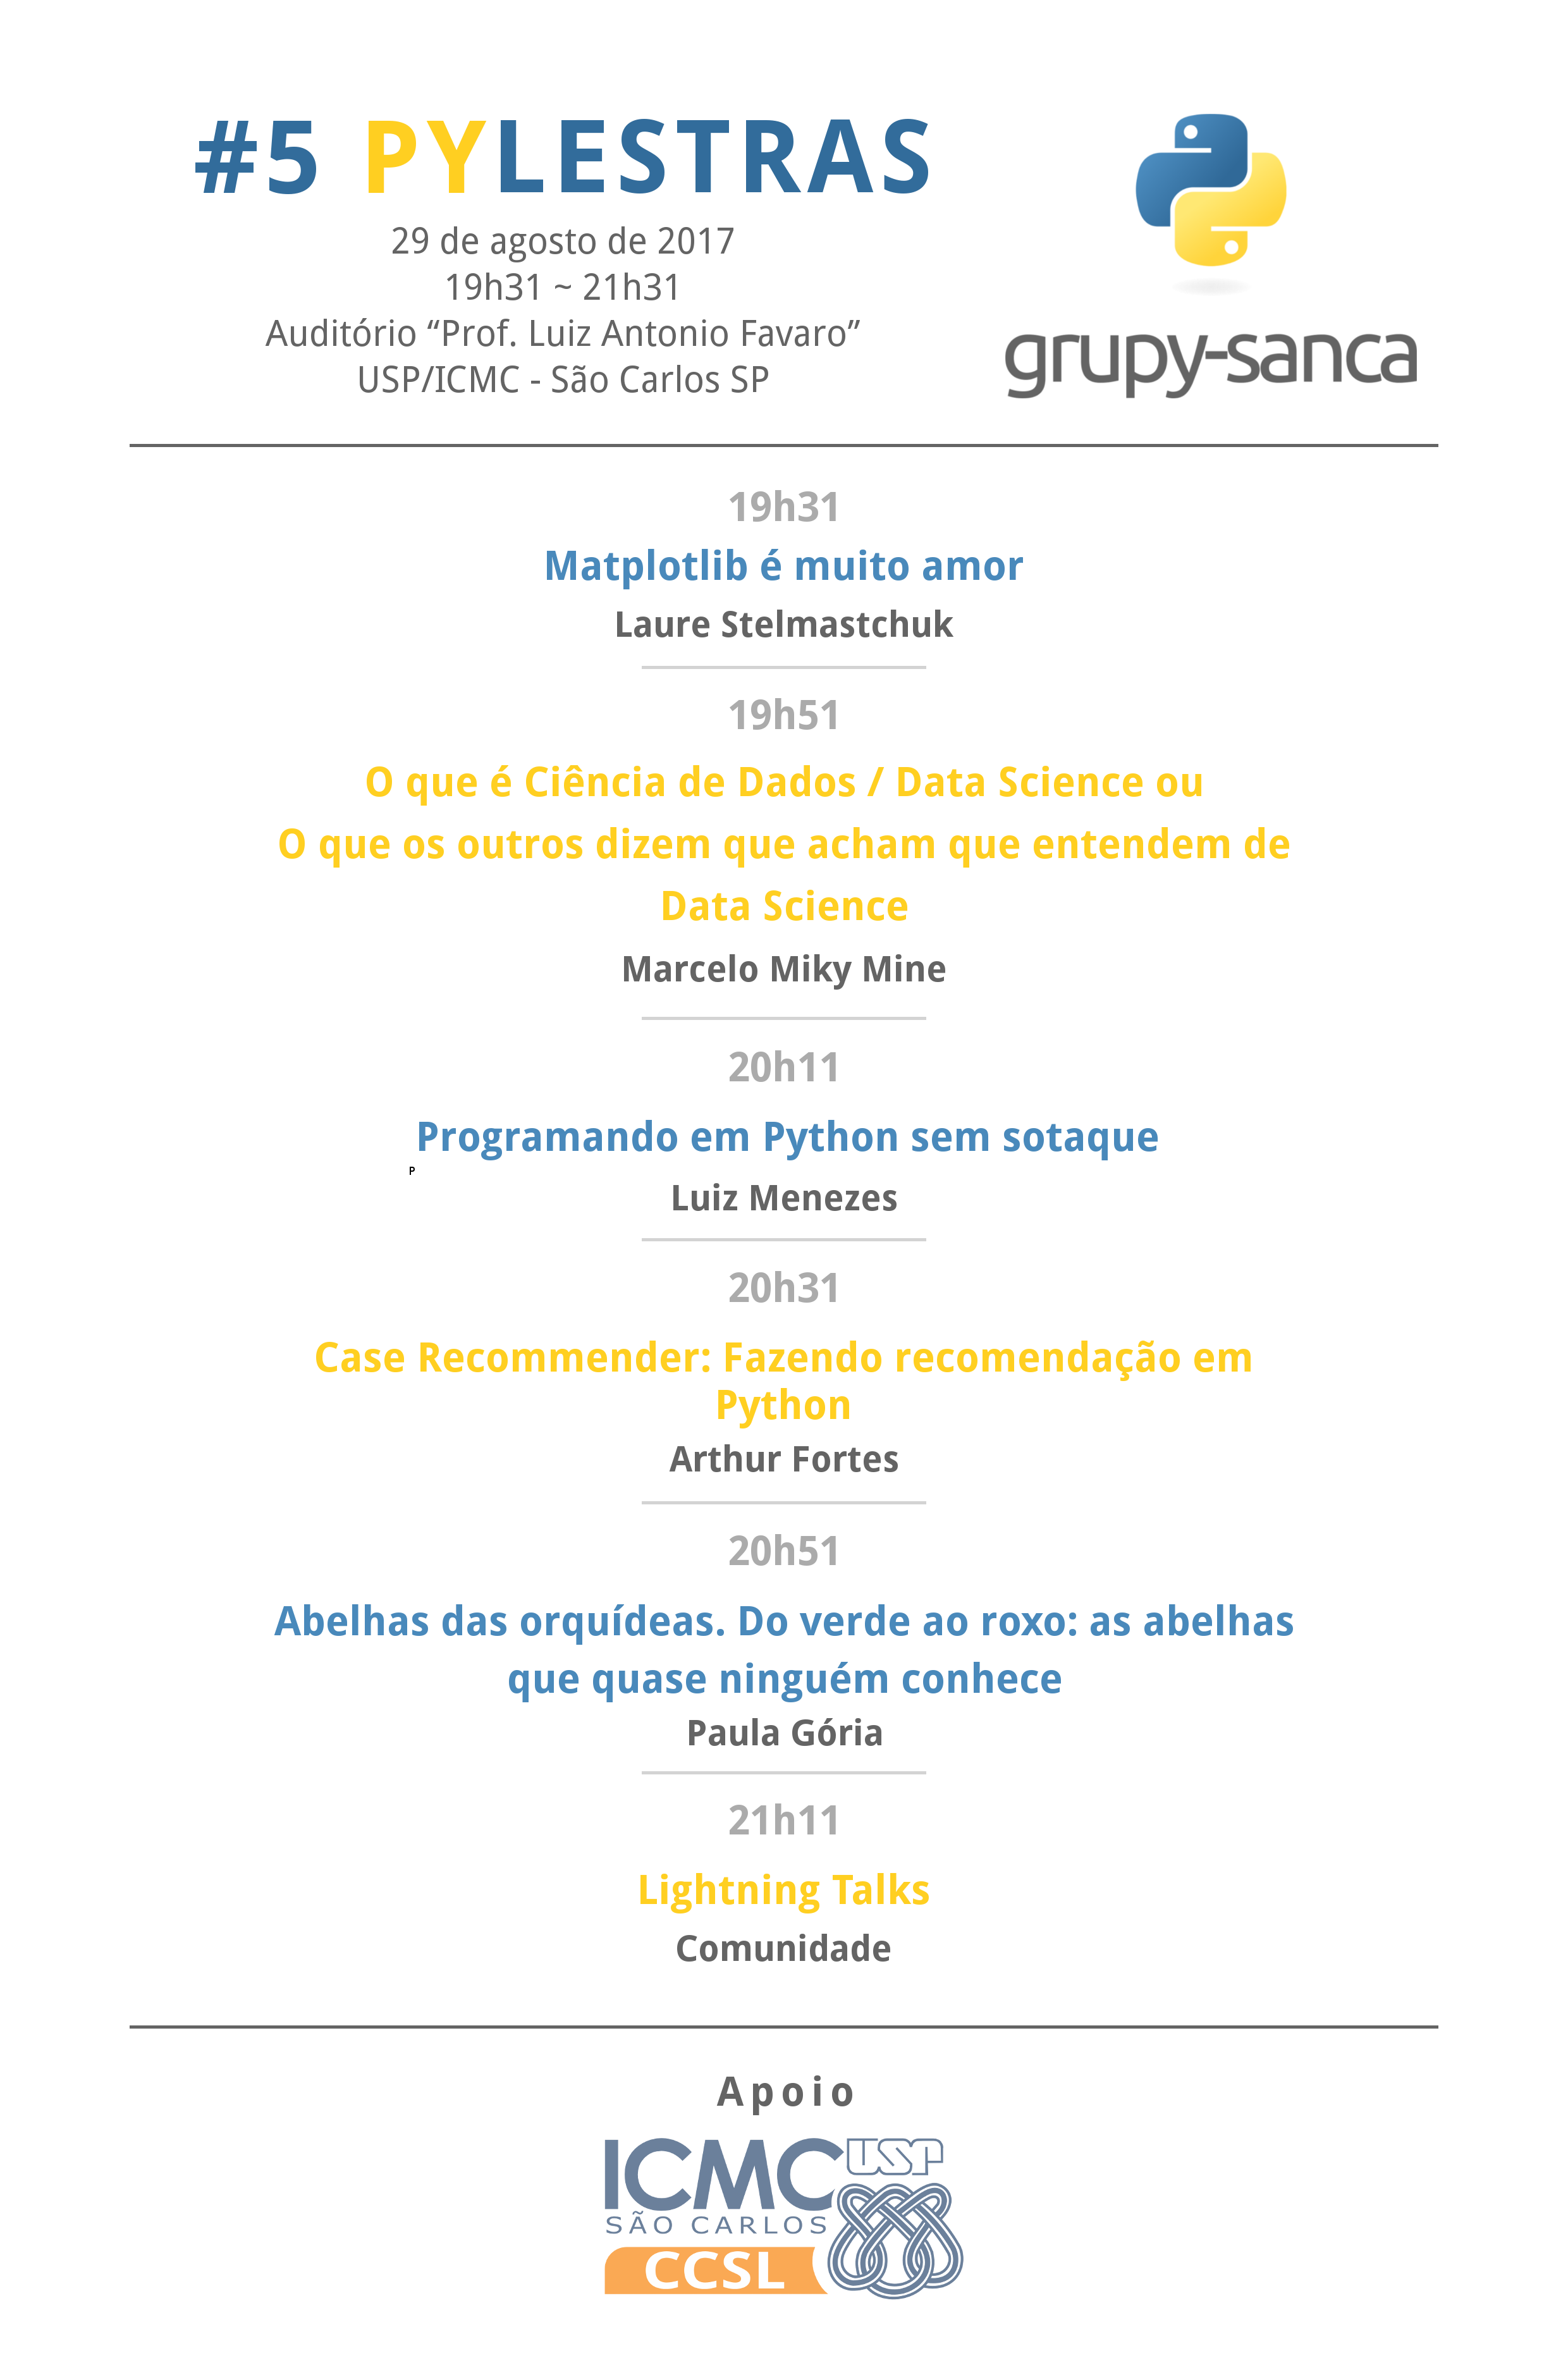 #5 PYLESTRAS
29 de agosto de 2017
19h31 ~ 21h31
Auditório “Prof. Luiz Antonio Favaro”
USP/ICMC - São Carlos SP
grupy-sanca
19h31
Matplotlib é muito amor
Laure Stelmastchuk
19h51
O que é Ciência de Dados / Data Science ou
O que os outros dizem que acham que entendem de
Data Science
Marcelo Miky Mine
20h11
Programando em Python sem sotaque
P
Luiz Menezes
20h31
Case Recommender: Fazendo recomendação em
Python
Arthur Fortes
20h51
Abelhas das orquídeas. Do verde ao roxo: as abelhas
que quase ninguém conhece
Paula Gória
21h11
Lightning Talks
Comunidade
Apoio
ICMC USP
SÃO CARLOS
CCSL